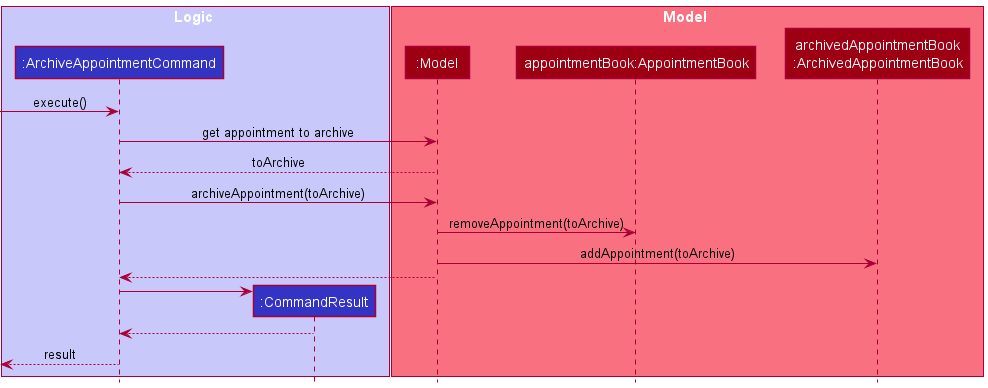 Logic
Model
:ArchiveAppointmentCommand
:Model
appointmentBook:AppointmentBook
archivedAppointmentBook
:ArchivedAppointmentBook
execute()
get appointment to archive
toArchive
archiveAppointment(toArchive)
removeAppointment(toArchive)
addAppointment(toArchive)
:CommandResult
result